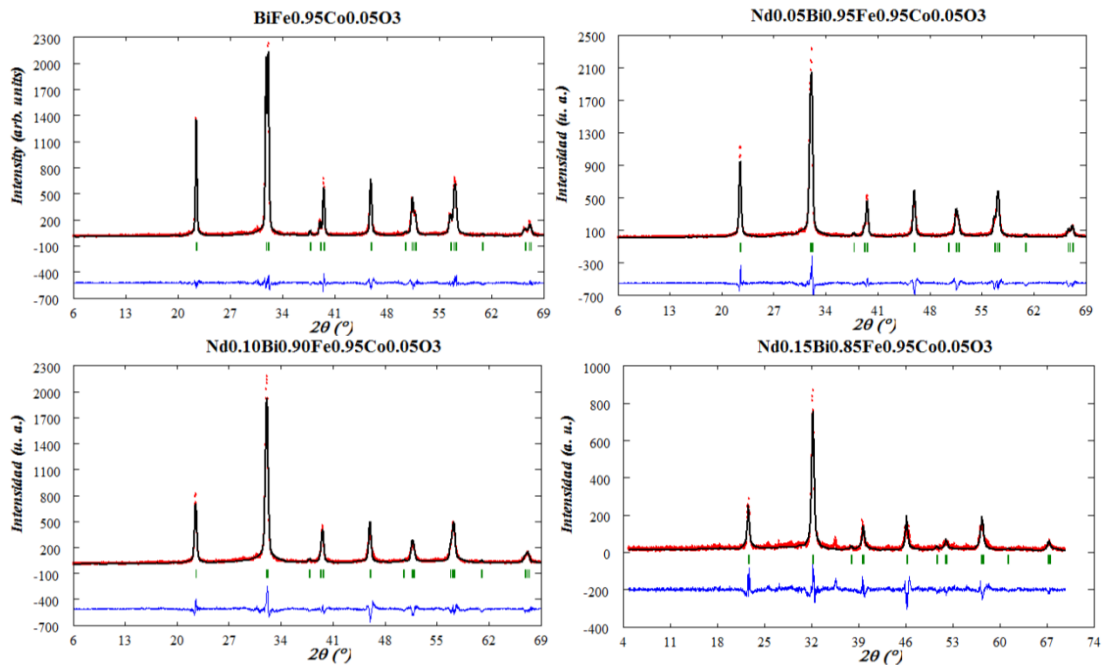 BiFe0.95Co0.05O3
Intensity (arb. units)
2300
2000
1700
1400
1100
800
500
200
-100
-400
-700
6 13 20 27 34 41 48 55 62 69
2θ (°)
Nd0.05Bi0.95Fe0.95Co0.05O3
Intensidad (u. a.)
2500
2100
1700
1300
900
500
100
-300
-700
6 13 20 27 34 41 48 55 62 69
2θ (°)
Nd0.10Bi0.90Fe0.95Co0.05O3
Intensidad (u. a.)
2300
2000
1700
1400
1100
800
500
200
-100
-400
-700
6 13 20 27 34 41 48 55 62 69
2θ (°)
Nd0.15Bi0.85Fe0.95Co0.05O3
Intensidad (a. u.)
1000
800
600
400
200
0
-200
-400
4 11 18 25 32 39 46 53 60 67 74
2θ (°)